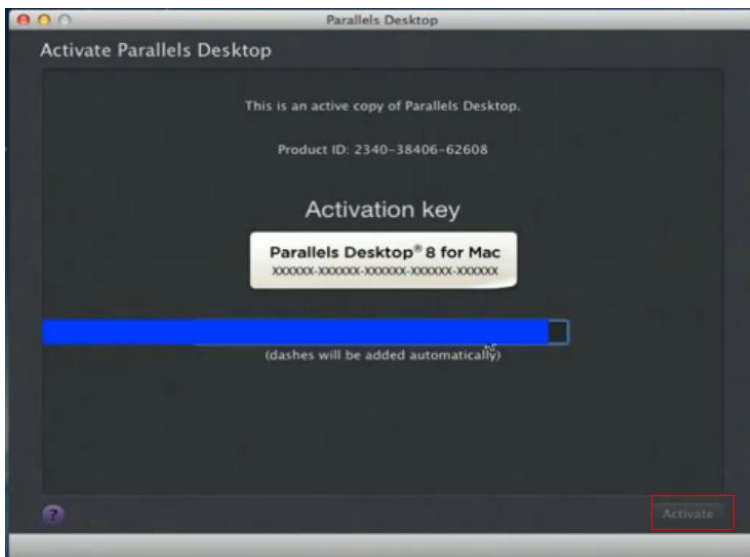 Parallels Desktop
Activate Parallels Desktop
This is an active copy of Parallels Desktop.
Product ID: 2340-38406-62608
Activation key
Parallels Desktop® 8 for Mac
XXXXXX-XXXXXX-XXXXXX-XXXXXX-XXXXXX
(dashes will be added automatically)
?
Activate